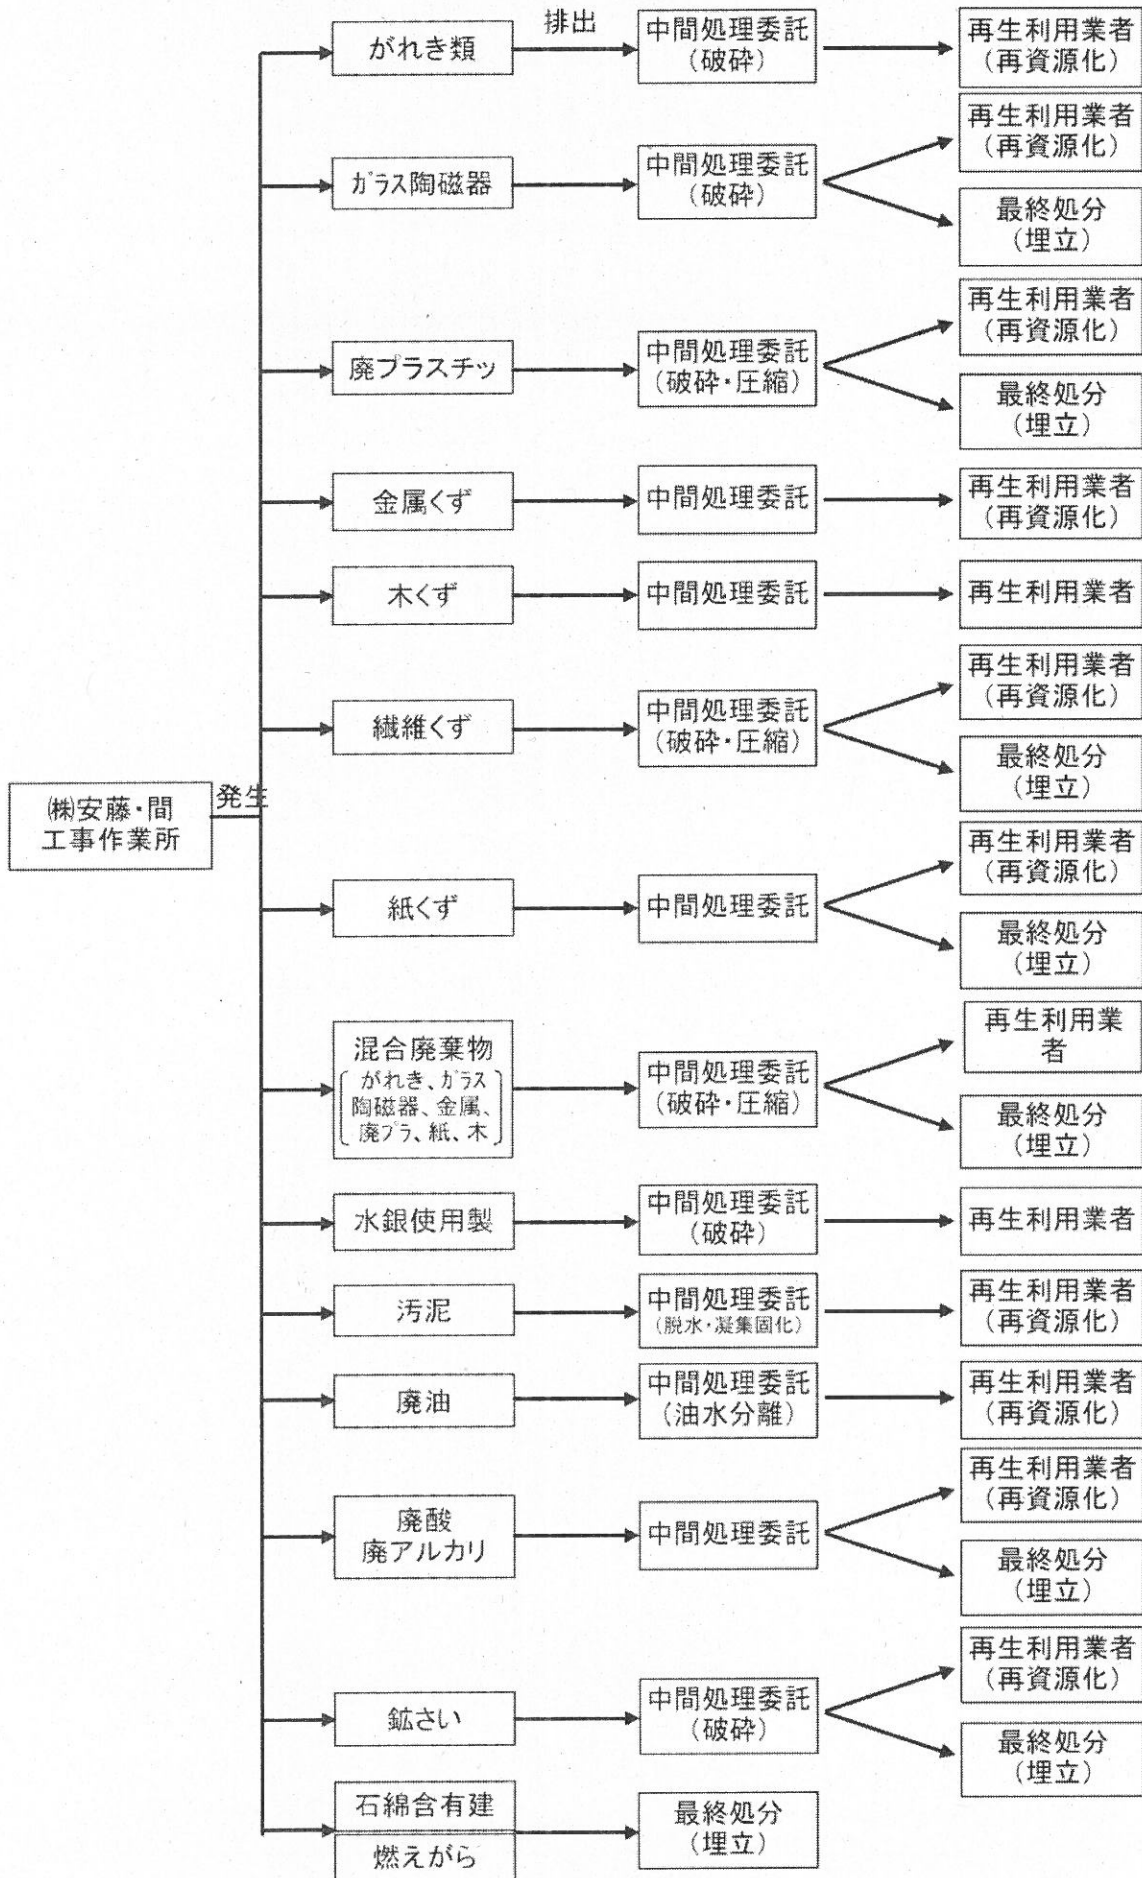 ㈱安藤・間
工事作業所
発生
排出
がれき類
中間処理委託
（破砕）
再生利用業者
（再資源化）
ｶﾞﾗｽ陶磁器
中間処理委託
（破砕）
再生利用業者
（再資源化）
最終処分
（埋立）
廃プラスチッ
中間処理委託
（破砕・圧縮）
再生利用業者
（再資源化）
最終処分
（埋立）
金属くず
中間処理委託
再生利用業者
（再資源化）
木くず
中間処理委託
再生利用業者
繊維くず
中間処理委託
（破砕・圧縮）
再生利用業者
（再資源化）
最終処分
（埋立）
紙くず
中間処理委託
再生利用業者
（再資源化）
最終処分
（埋立）
混合廃棄物
がれき、ｶﾞﾗｽ
陶磁器、金属、
廃ﾌﾟﾗ、紙、木
中間処理委託
（破砕・圧縮）
再生利用業
者
最終処分
（埋立）
水銀使用製
中間処理委託
（破砕）
再生利用業者
汚泥
中間処理委託
（脱水・凝集固化）
再生利用業者
（再資源化）
廃油
中間処理委託
（油水分離）
再生利用業者
（再資源化）
廃酸
廃アルカリ
中間処理委託
再生利用業者
（再資源化）
最終処分
（埋立）
鉱さい
中間処理委託
（破砕）
再生利用業者
（再資源化）
最終処分
（埋立）
石綿含有建
燃えがら
最終処分
（埋立）